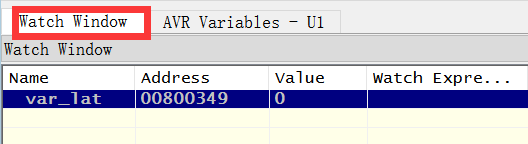 Watch Window AVR Variables - U1
Watch Window
Name Address Value Watch Expre...
var_lat 00800349 0